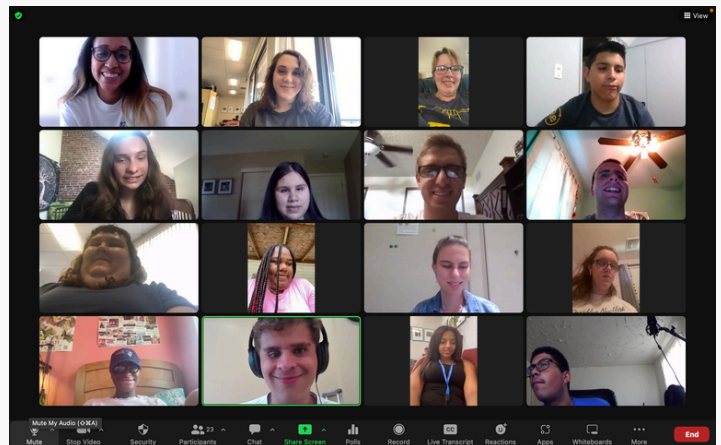 View
Mute My Audio (⇧⌘A)
Mute
Stop Video
Security
23
Participants
Chat
Share Screen
Polls
Record
CC
Live Transcript
Reactions
Apps
Whiteboards
More
End